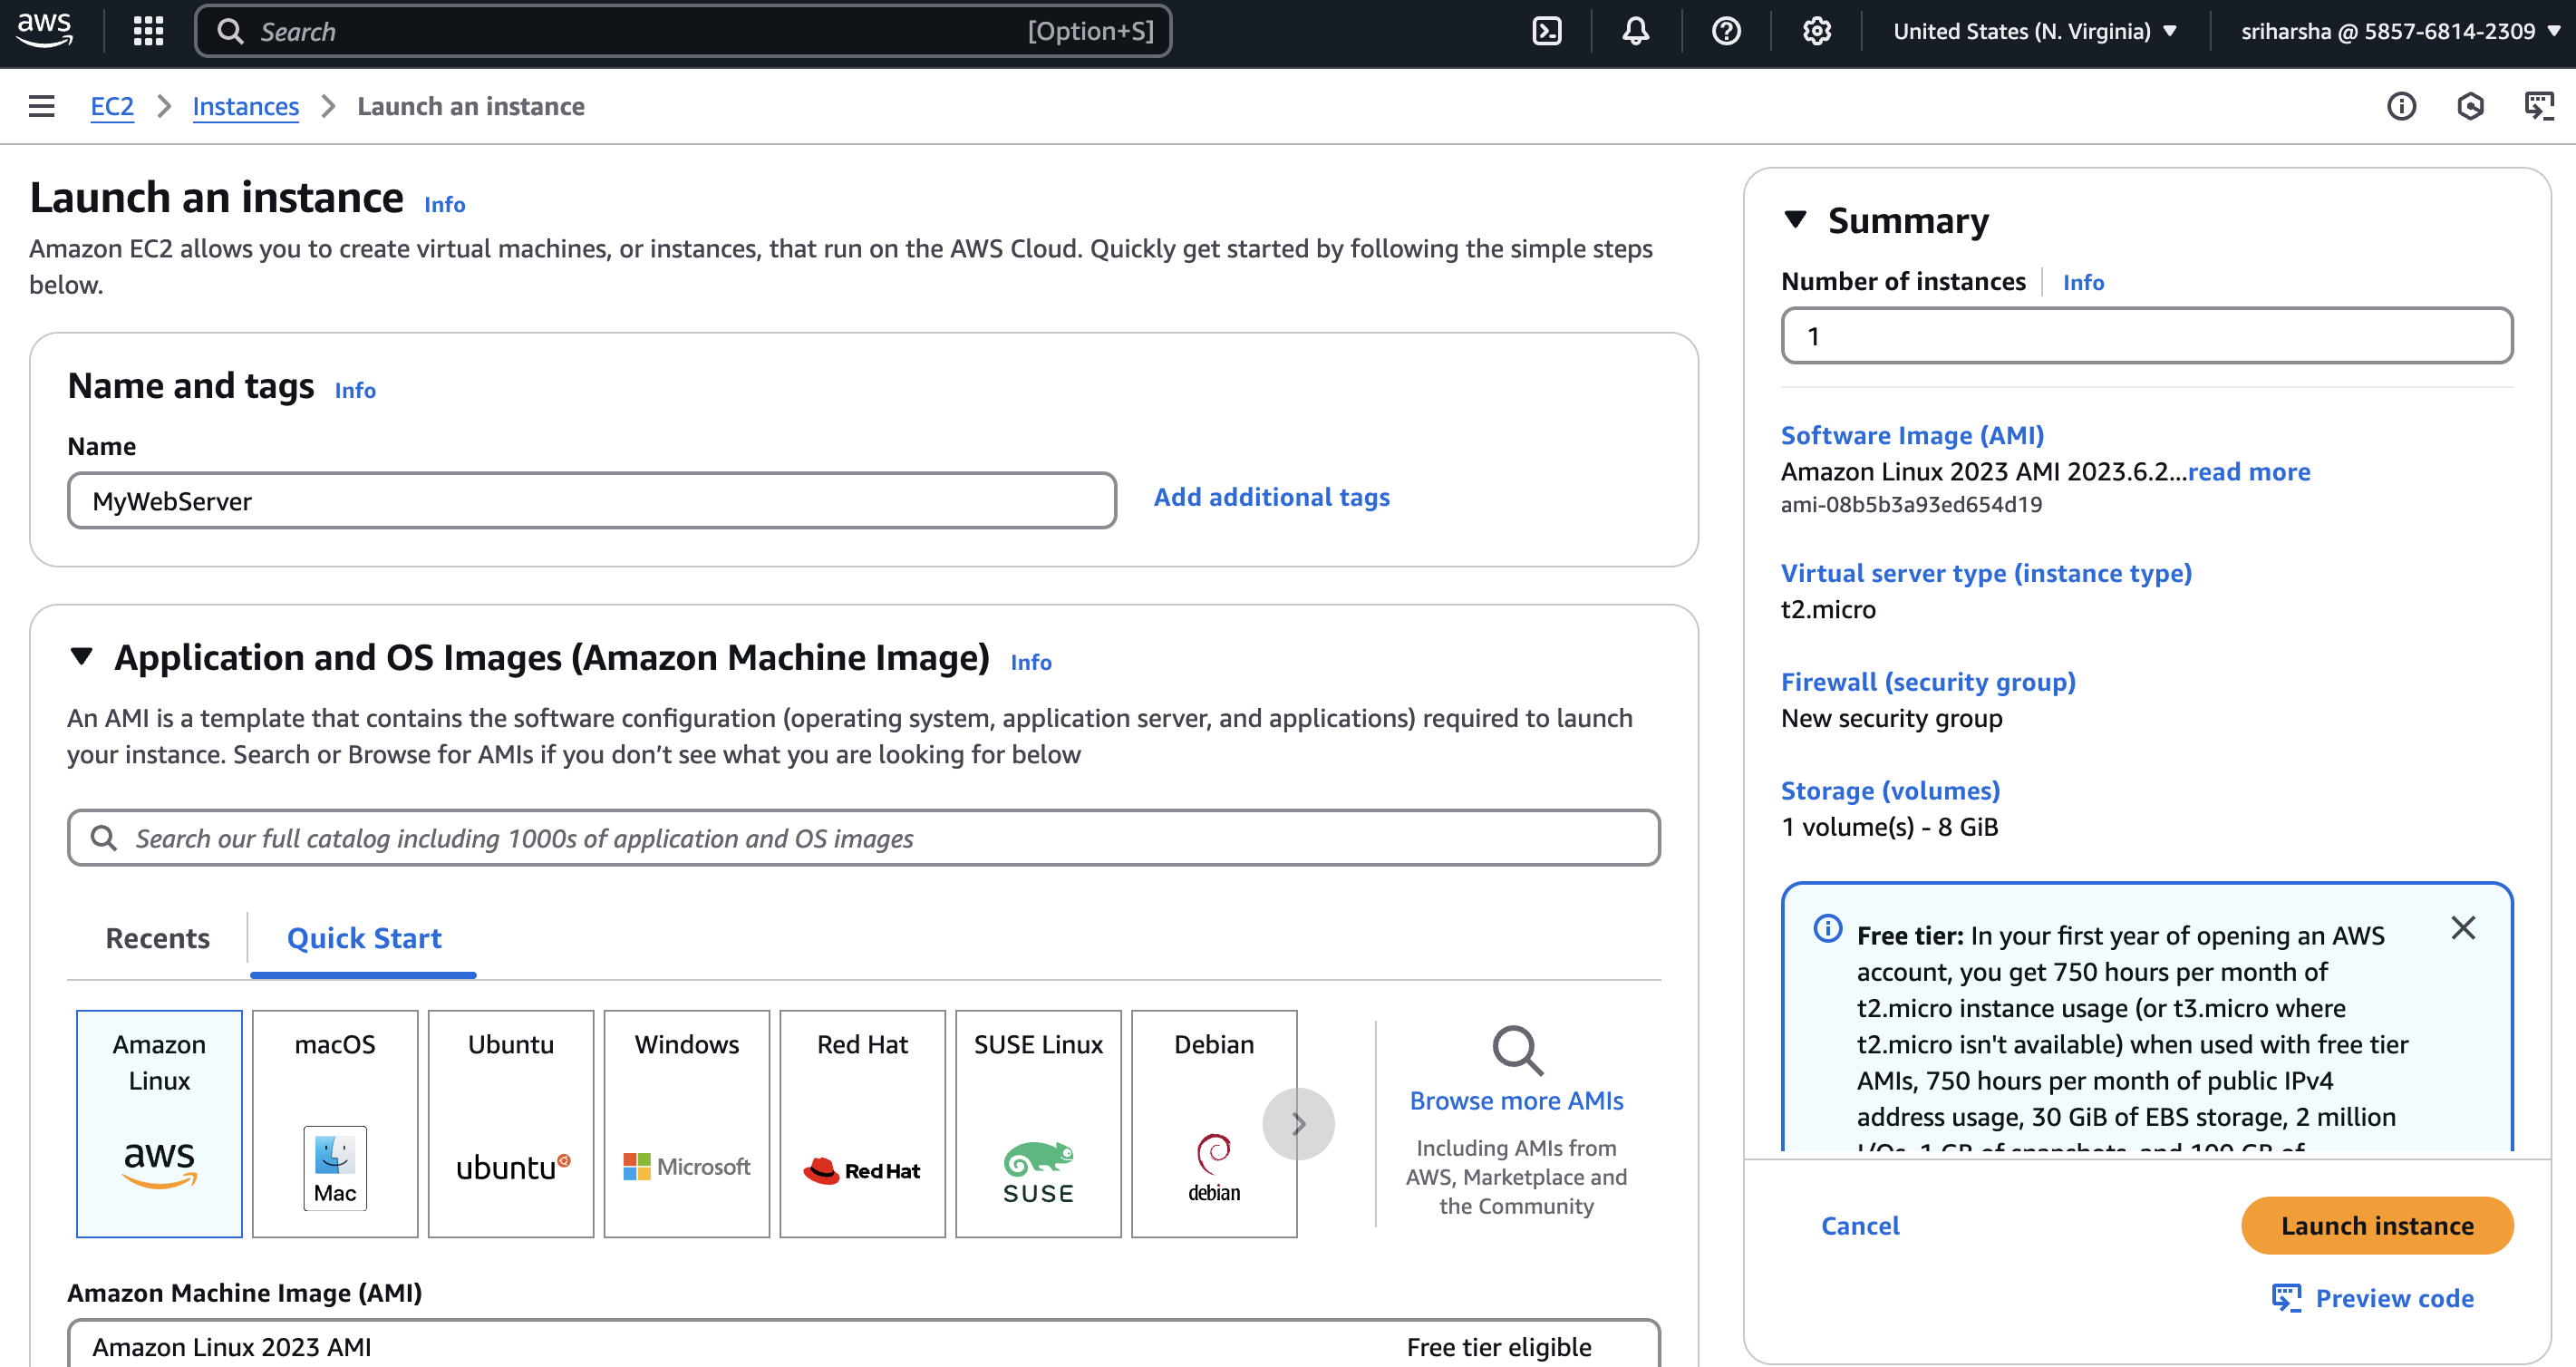 aws
Search
[Option+S]
United States (N. Virginia)
sriharsha @ 5857-6814-2309
EC2
Instances
Launch an instance
Launch an instance
Info
Amazon EC2 allows you to create virtual machines, or instances, that run on the AWS Cloud. Quickly get started by following the simple steps
below.
Name and tags
Info
Name
MyWebServer
Add additional tags
Application and OS Images (Amazon Machine Image)
Info
An AMI is a template that contains the software configuration (operating system, application server, and applications) required to launch
your instance. Search or Browse for AMIs if you don’t see what you are looking for below
Search our full catalog including 1000s of application and OS images
Recents
Quick Start
Amazon
Linux
aws
macOS
Mac
Ubuntu
ubuntu
Windows
Microsoft
Red Hat
Red Hat
SUSE Linux
SUSE
Debian
debian
Browse more AMIs
Including AMIs from
AWS, Marketplace and
the Community
Amazon Machine Image (AMI)
Amazon Linux 2023 AMI
Free tier eligible
Summary
Number of instances
Info
1
Software Image (AMI)
Amazon Linux 2023 AMI 2023.6.2...read more
ami-08b5b3a93ed654d19
Virtual server type (instance type)
t2.micro
Firewall (security group)
New security group
Storage (volumes)
1 volume(s) - 8 GiB
Free tier: In your first year of opening an AWS
account, you get 750 hours per month of
t2.micro instance usage (or t3.micro where
t2.micro isn't available) when used with free tier
AMIs, 750 hours per month of public IPv4
address usage, 30 GiB of EBS storage, 2 million
I/Os, 1 GB of snapshots, and 100 GB of
Cancel
Launch instance
Preview code